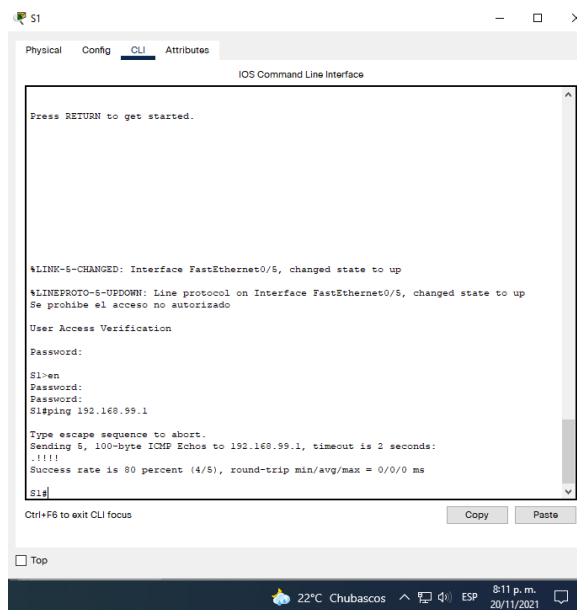 S1
Physical Config CLI Attributes
IOS Command Line Interface
Press RETURN to get started.
%LINK-5-CHANGED: Interface FastEthernet0/5, changed state to up
%LINEPROTO-5-UPDOWN: Line protocol on Interface FastEthernet0/5, changed state to up
Se prohibe el acceso no autorizado
User Access Verification
Password:
S1>en
Password:
Password:
S1#ping 192.168.99.1
Type escape sequence to abort.
Sending 5, 100-byte ICMP Echos to 192.168.99.1, timeout is 2 seconds:
.!!!!
Success rate is 80 percent (4/5), round-trip min/avg/max = 0/0/0 ms
S1#
Ctrl+F6 to exit CLI focus
Copy Paste
Top
22°C Chubascos ESP 8:11 p. m.
20/11/2021